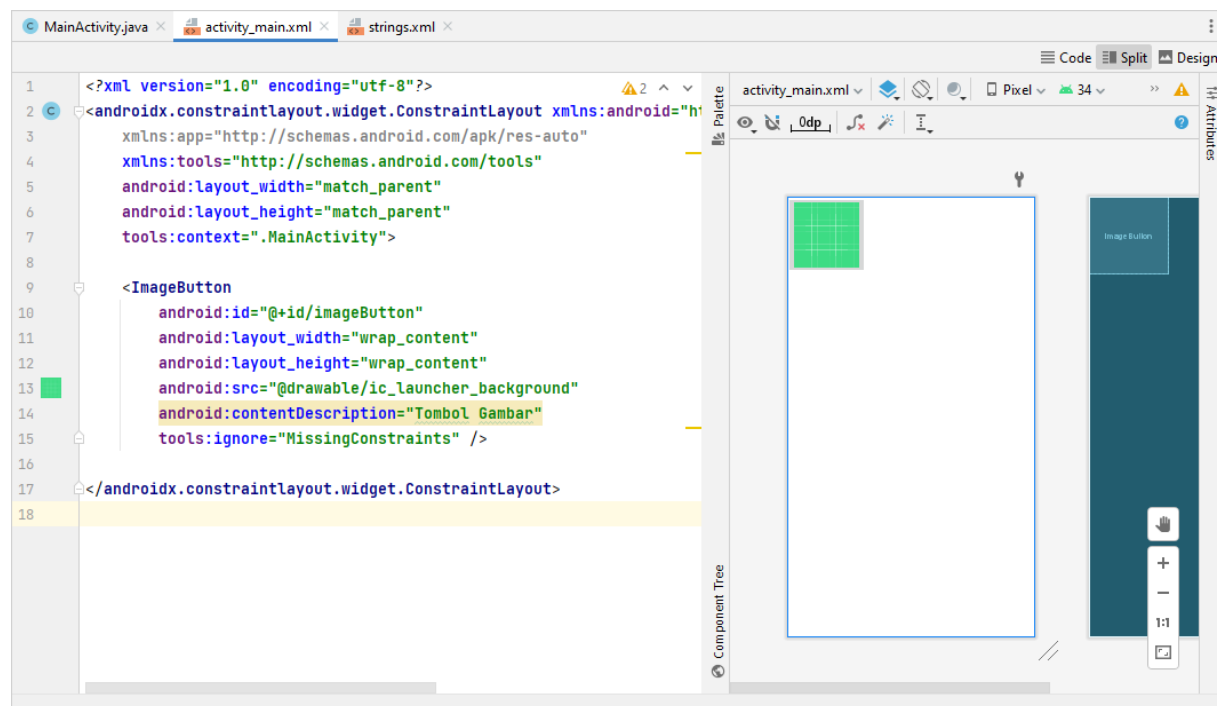 MainActivity.java activity_main.xml strings.xml
Code Split Design
1 <?xml version="1.0" encoding="utf-8"?> 2
2 <androidx.constraintlayout.widget.ConstraintLayout xmlns:android="ht
3 xmlns:app="http://schemas.android.com/apk/res-auto"
4 xmlns:tools="http://schemas.android.com/tools"
5 android:layout_width="match_parent"
6 android:layout_height="match_parent"
7 tools:context=".MainActivity">
8
9 <ImageButton
10 android:id="@+id/imageButton"
11 android:layout_width="wrap_content"
12 android:layout_height="wrap_content"
13 android:src="@drawable/ic_launcher_background"
14 android:contentDescription="Tombol Gambar"
15 tools:ignore="MissingConstraints" />
16
17 </androidx.constraintlayout.widget.ConstraintLayout>
18
Palette
Component Tree
activity_main.xml Pixel 34
0dp
ImageButton
1:1
Attributes